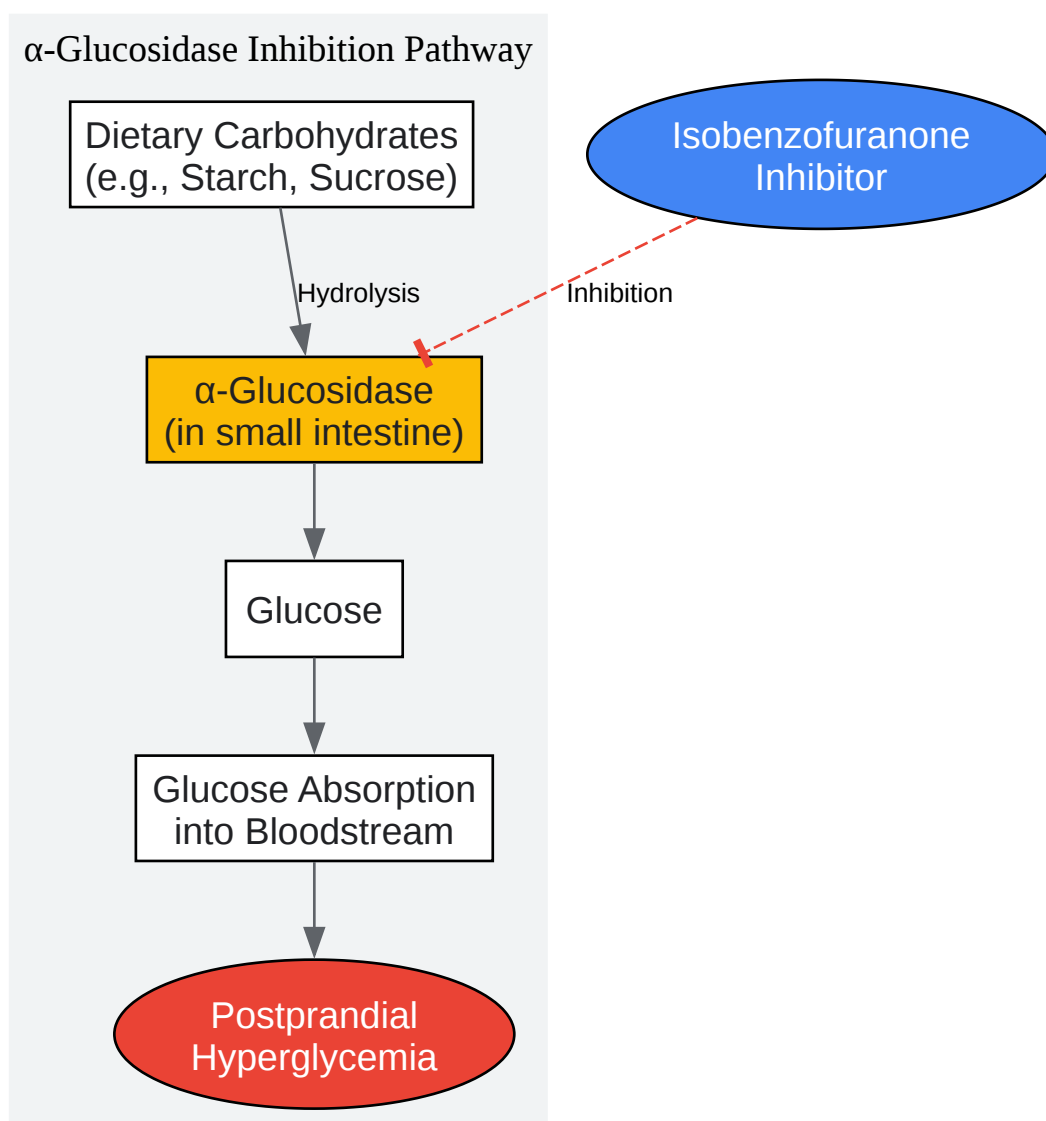 α-Glucosidase Inhibition Pathway
Dietary Carbohydrates
(e.g., Starch, Sucrose)
Isobenzofuranone
Inhibitor
Hydrolysis
Inhibition
α-Glucosidase
(in small intestine)
Glucose
Glucose Absorption
into Bloodstream
Postprandial
Hyperglycemia